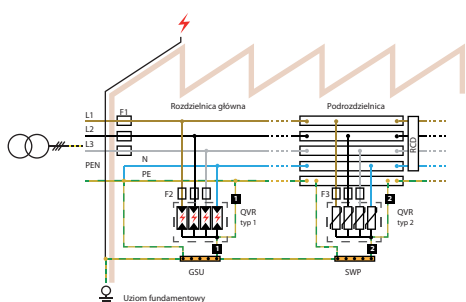 Rozdzielnica główna
Podrozdzielnica
L1
F1
L2
L3
RCD
PEN
N
PE
F2
1
QVR
typ 1
F3
2
QVR
typ 2
1
2
GSU
SWP
Uziom fundamentowy